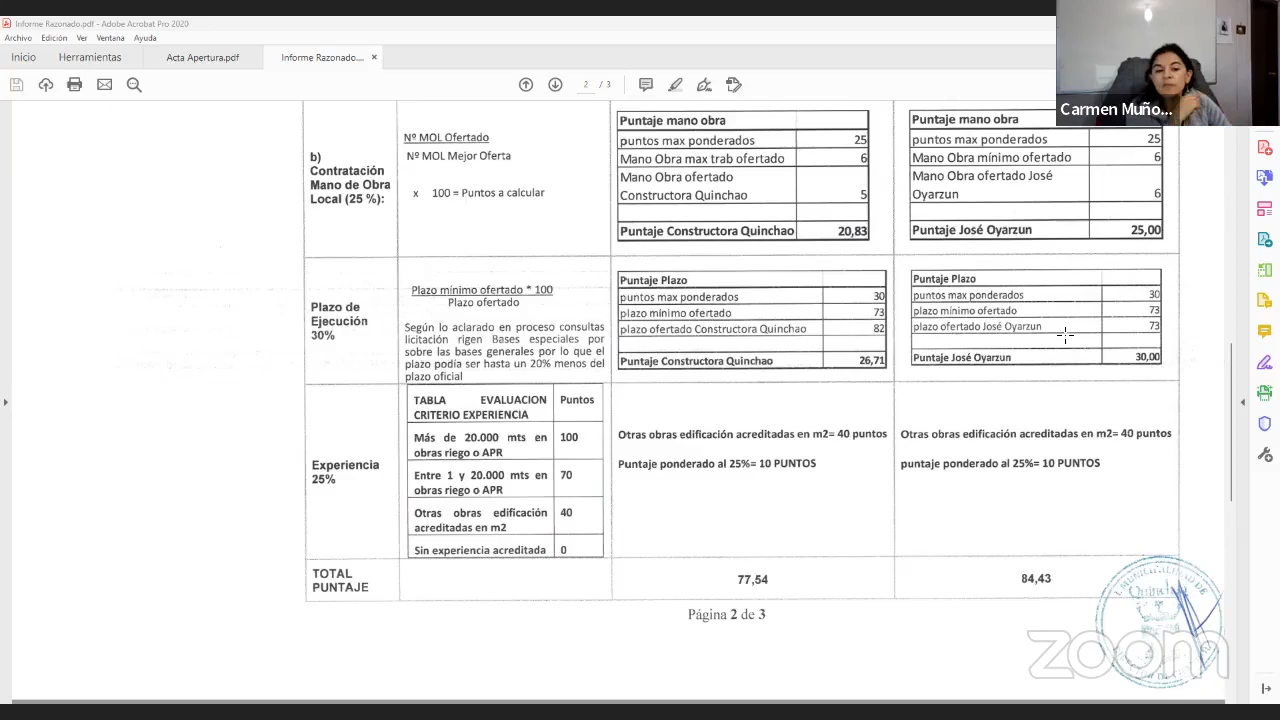 Informe Razonado.pdf - Adobe Acrobat Pro 2020
Archivo Edición Ver Ventana Ayuda
Inicio Herramientas Acta Apertura.pdf Informe Razonado.... ×
2 / 3
Carmen Muño...
b)
Contratación
Mano de Obra
Local (25 %):
Nº MOL Ofertado
Nº MOL Mejor Oferta
x 100 = Puntos a calcular
Puntaje mano obra
puntos max ponderados 25
Mano Obra max trab ofertado 6
Mano Obra ofertado
Constructora Quinchao 5
Puntaje Constructora Quinchao 20,83
Puntaje mano obra
puntos max ponderados 25
Mano Obra mínimo ofertado 6
Mano Obra ofertado José
Oyarzun 6
Puntaje José Oyarzun 25,00
Plazo de
Ejecución
30%
Plazo mínimo ofertado * 100
Plazo ofertado
Según lo aclarado en proceso consultas
licitación rigen Bases especiales por
sobre las bases generales por lo que el
plazo podía ser hasta un 20% menos del
plazo oficial
Puntaje Plazo
puntos max ponderados 30
plazo mínimo ofertado 73
plazo ofertado Constructora Quinchao 82
Puntaje Constructora Quinchao 26,71
Puntaje Plazo
puntos max ponderados 30
plazo mínimo ofertado 73
plazo ofertado José Oyarzun 73
Puntaje José Oyarzun 30,00
Experiencia
25%
TABLA EVALUACION Puntos
CRITERIO EXPERIENCIA
Más de 20.000 mts en 100
obras riego o APR
Entre 1 y 20.000 mts en 70
obras riego o APR
Otras obras edificación 40
acreditadas en m2
Sin experiencia acreditada 0
Otras obras edificación acreditadas en m2= 40 puntos
Puntaje ponderado al 25%= 10 PUNTOS
Otras obras edificación acreditadas en m2= 40 puntos
puntaje ponderado al 25%= 10 PUNTOS
TOTAL
PUNTAJE
77,54
84,43
Página 2 de 3
Quinchao
zoom